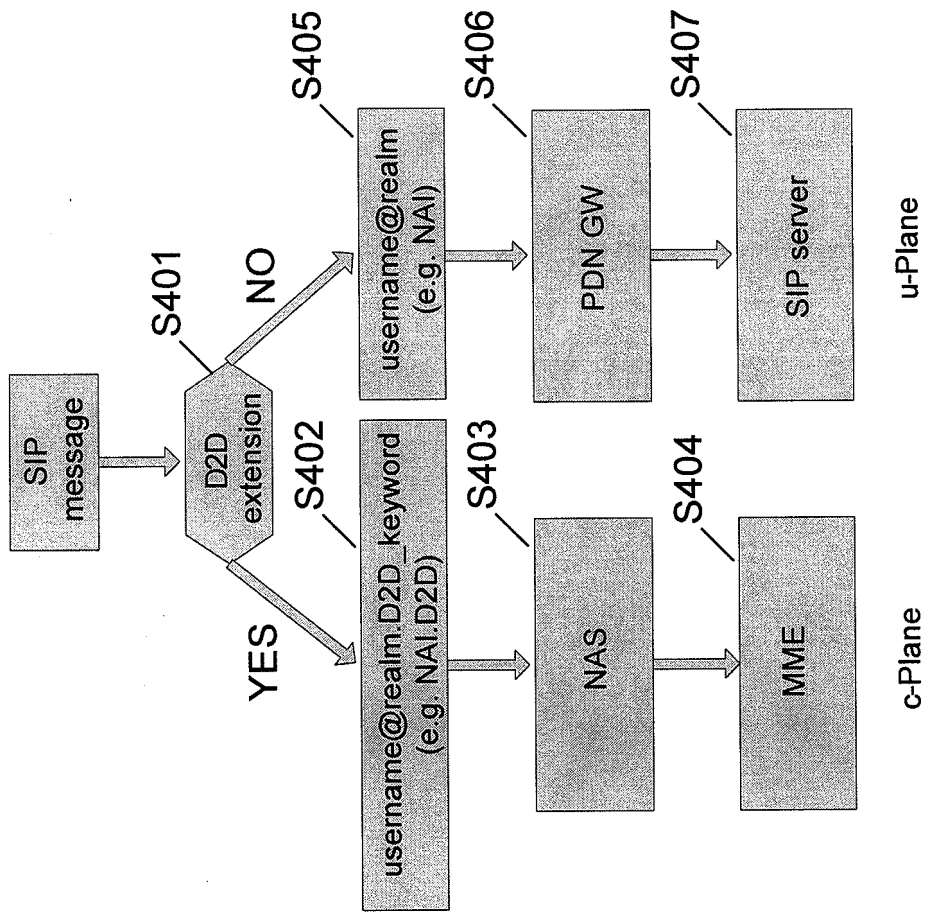 SIP
message
S401
D2D
extension
YES
NO
S402
username@realm.D2D_keyword
(e.g. NAI.D2D)
S405
username@realm
(e.g. NAI)
S403
NAS
S406
PDN GW
S404
MME
S407
SIP server
c-Plane
u-Plane